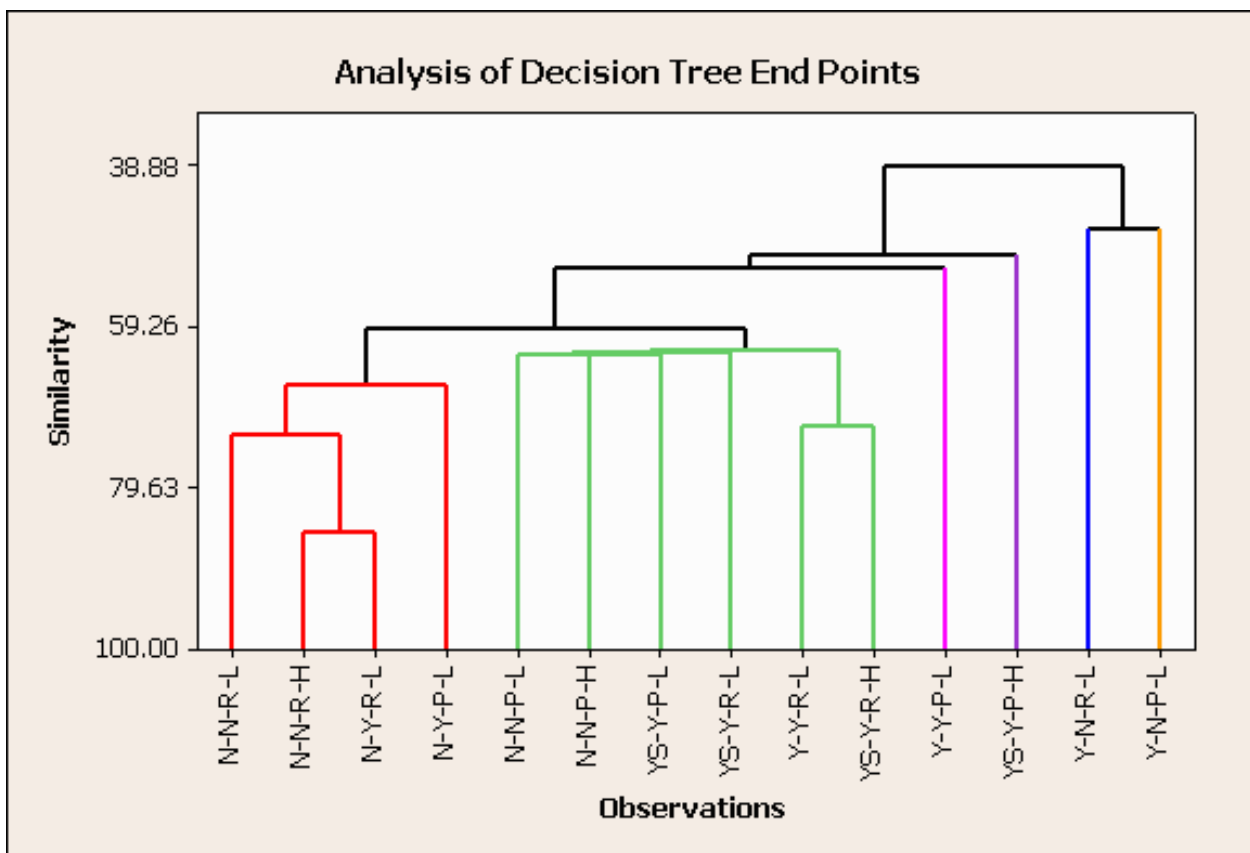 Analysis of Decision Tree End Points
38.88
59.26
79.63
100.00
Similarity
N-N-R-L
N-N-R-H
N-Y-R-L
N-Y-P-L
N-N-P-L
N-N-P-H
YS-Y-P-L
YS-Y-R-L
Y-Y-R-L
YS-Y-R-H
Y-Y-P-L
YS-Y-P-H
Y-N-R-L
Y-N-P-L
Observations